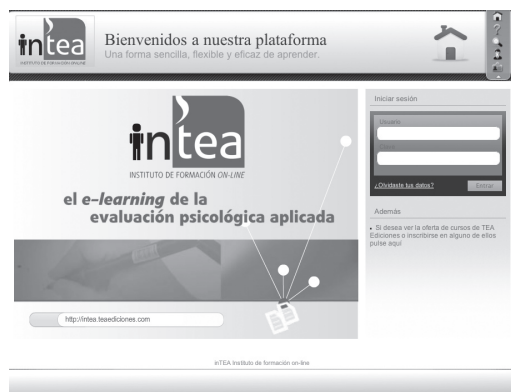 intea
INSTITUTO DE FORMACIÓN ON-LINE
Bienvenidos a nuestra plataforma
Una forma sencilla, flexible y eficaz de aprender.
intea
INSTITUTO DE FORMACIÓN ON-LINE
el e-learning de la
evaluación psicológica aplicada
http://intea.teaediciones.com
Iniciar sesión
Usuario
¿Olvidaste tus datos?
Entrar
Además
Si desea ver la oferta de cursos de TEA
Ediciones o inscribirse en alguno de ellos
pulse aquí
inTEA Instituto de formación on-line